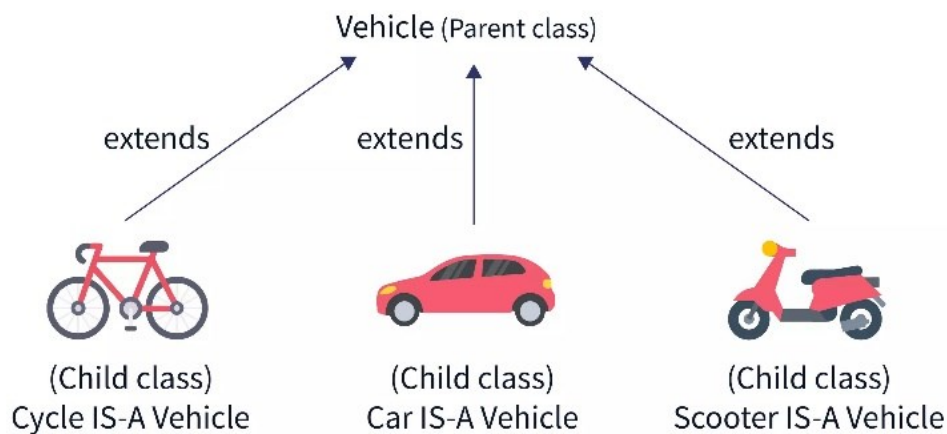 Vehicle (Parent class)
extends
extends
extends
(Child class)
Cycle IS-A Vehicle
(Child class)
Car IS-A Vehicle
(Child class)
Scooter IS-A Vehicle